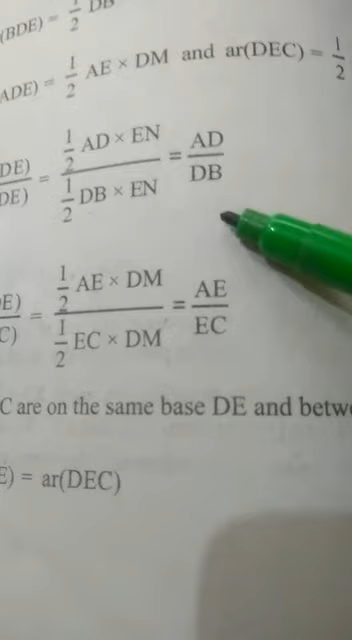 (BDE) = 1/2 DB
ADE) = 1/2 AE × DM and ar(DEC) = 1/2
DE)/DE) = (1/2 AD × EN)/(1/2 DB × EN) = AD/DB
E)/C) = (1/2 AE × DM)/(1/2 EC × DM) = AE/EC
C are on the same base DE and betwe
E) = ar(DEC)